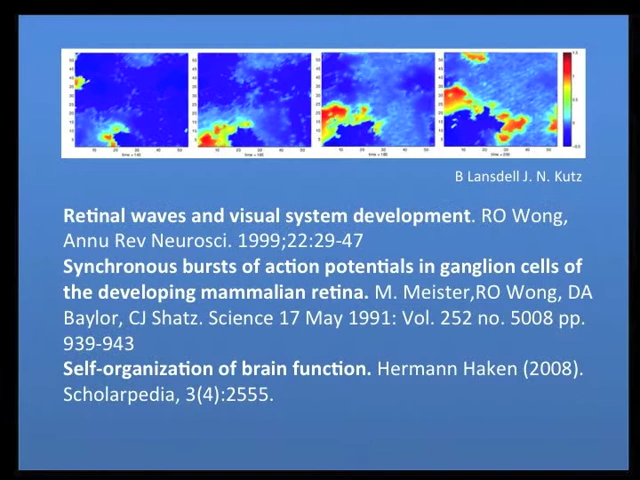 B Lansdell J. N. Kutz
Retinal waves and visual system development. RO Wong,
Annu Rev Neurosci. 1999;22:29-47
Synchronous bursts of action potentials in ganglion cells of
the developing mammalian retina. M. Meister,RO Wong, DA
Baylor, CJ Shatz. Science 17 May 1991: Vol. 252 no. 5008 pp.
939-943
Self-organization of brain function. Hermann Haken (2008).
Scholarpedia, 3(4):2555.